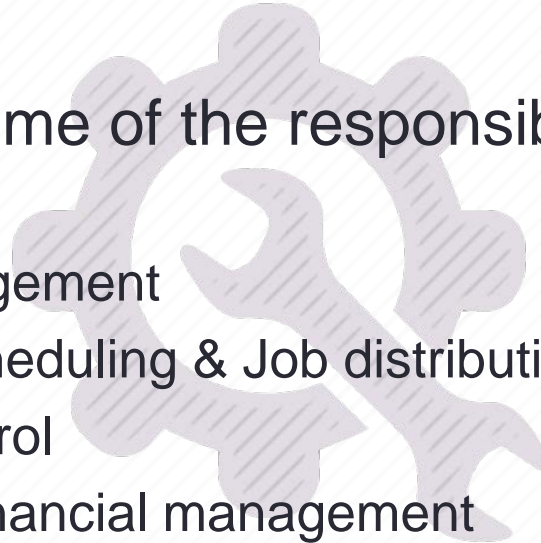 me of the responsib
gement
heduling & Job distributi
rol
nancial management